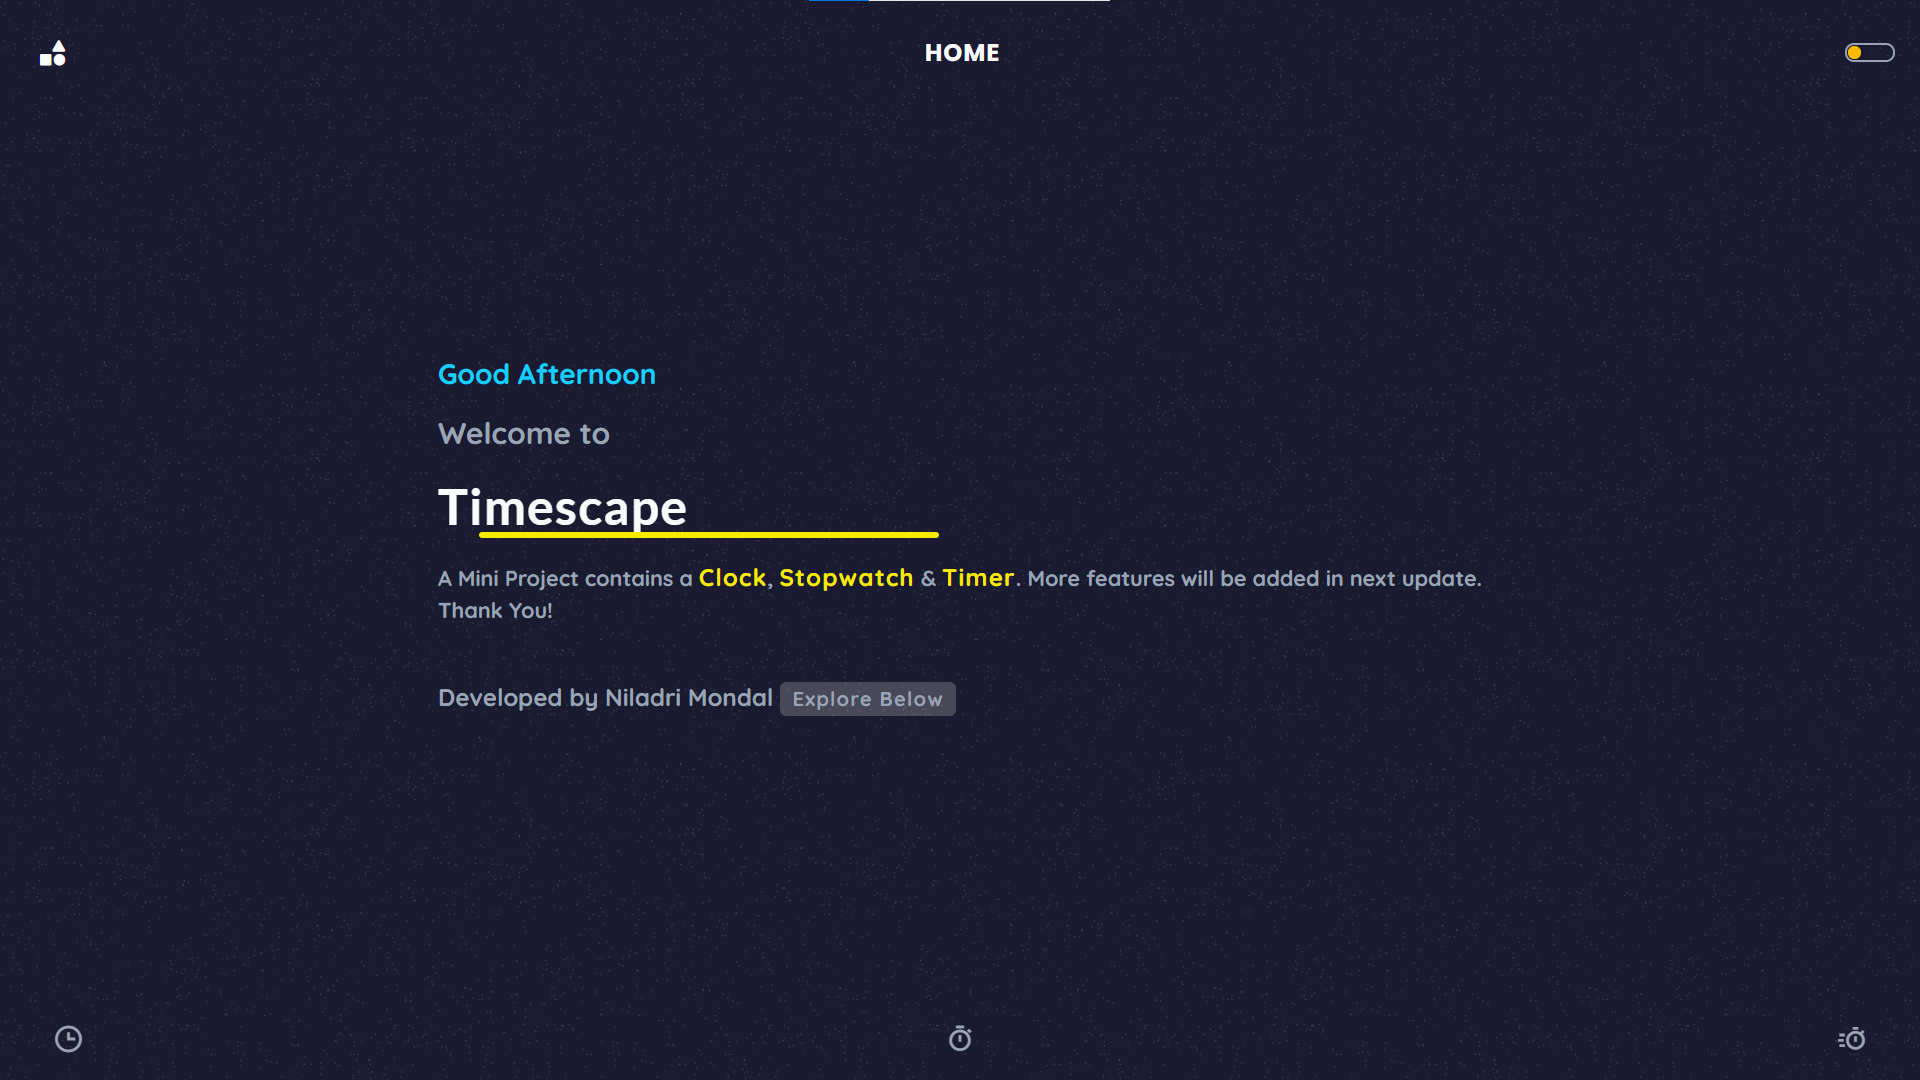 HOME
Good Afternoon
Welcome to
Timescape
A Mini Project contains a Clock, Stopwatch & Timer. More features will be added in next update.
Thank You!
Developed by Niladri Mondal Explore Below